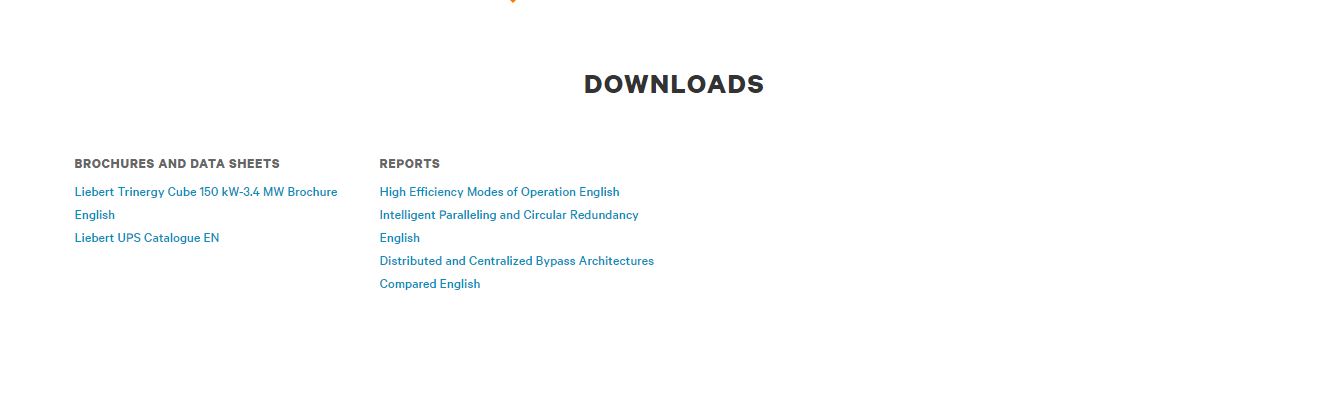 DOWNLOADS
BROCHURES AND DATA SHEETS
Liebert Trinergy Cube 150 kW-3.4 MW Brochure
English
Liebert UPS Catalogue EN
REPORTS
High Efficiency Modes of Operation English
Intelligent Paralleling and Circular Redundancy
English
Distributed and Centralized Bypass Architectures
Compared English